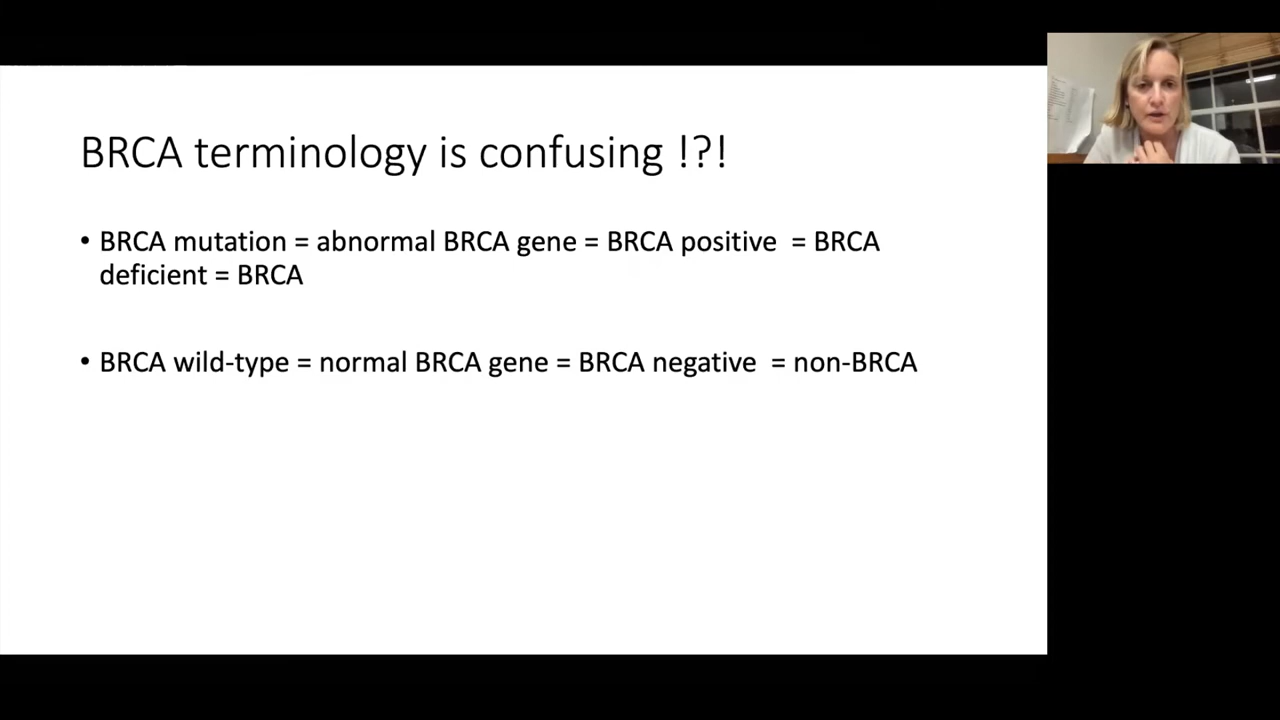 BRCA terminology is confusing !?!
• BRCA mutation = abnormal BRCA gene = BRCA positive  = BRCA
deficient = BRCA
• BRCA wild-type = normal BRCA gene = BRCA negative  = non-BRCA